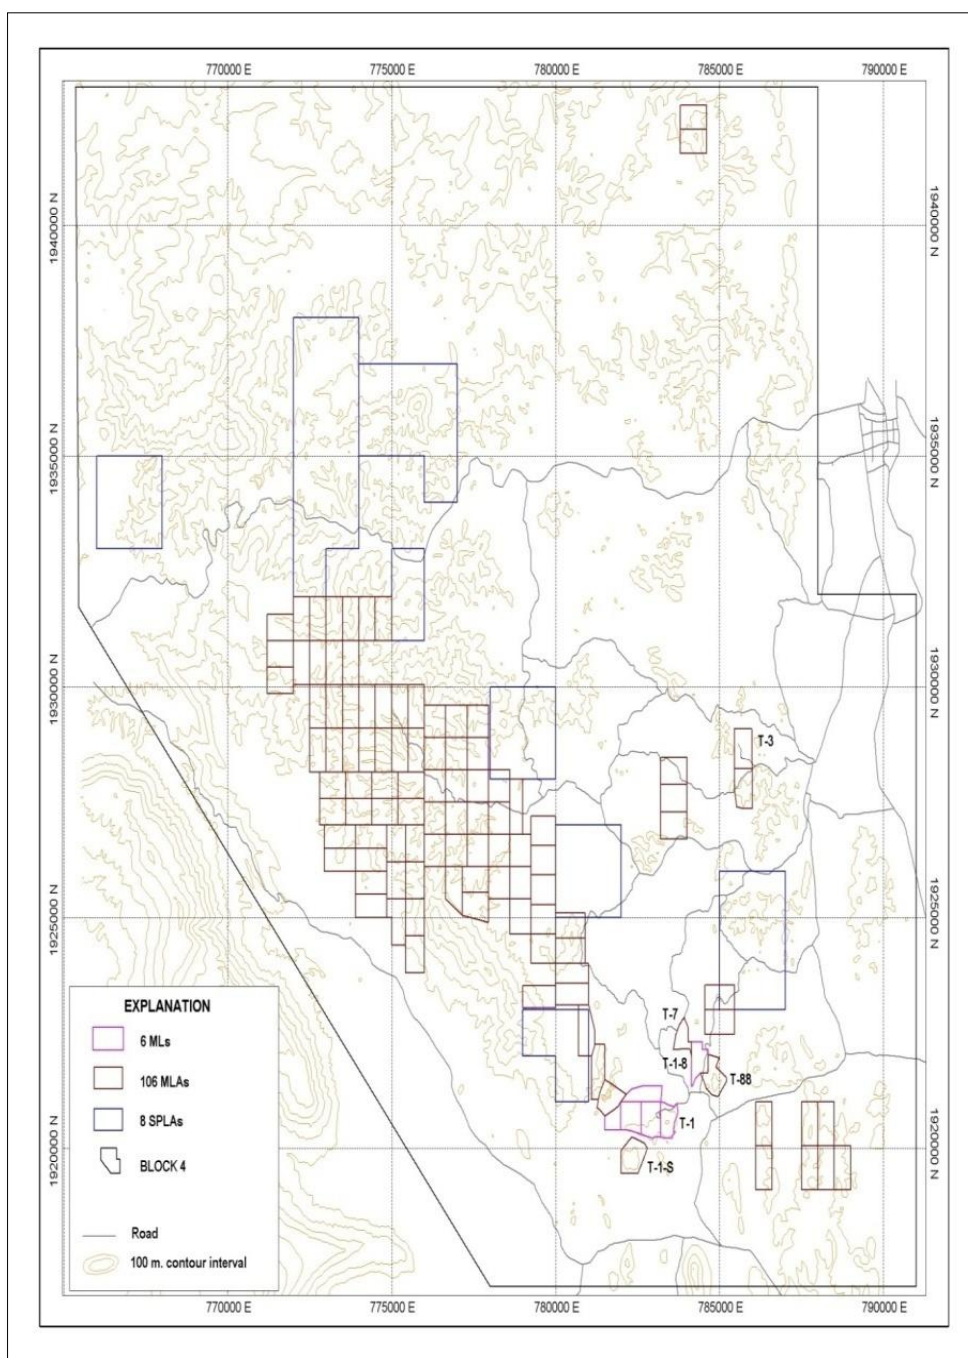 770000 E 775000 E 780000 E 785000 E 790000 E
1940000 N 1940000 N
1935000 N 1935000 N
1930000 N 1930000 N
T-3
1925000 N 1925000 N
T-7
T-1-8
T-88
T-1
T-1-S
1920000 N 1920000 N
EXPLANATION
6 MLs
106 MLAs
8 SPLAs
BLOCK 4
Road
100 m. contour interval
770000 E 775000 E 780000 E 785000 E 790000 E